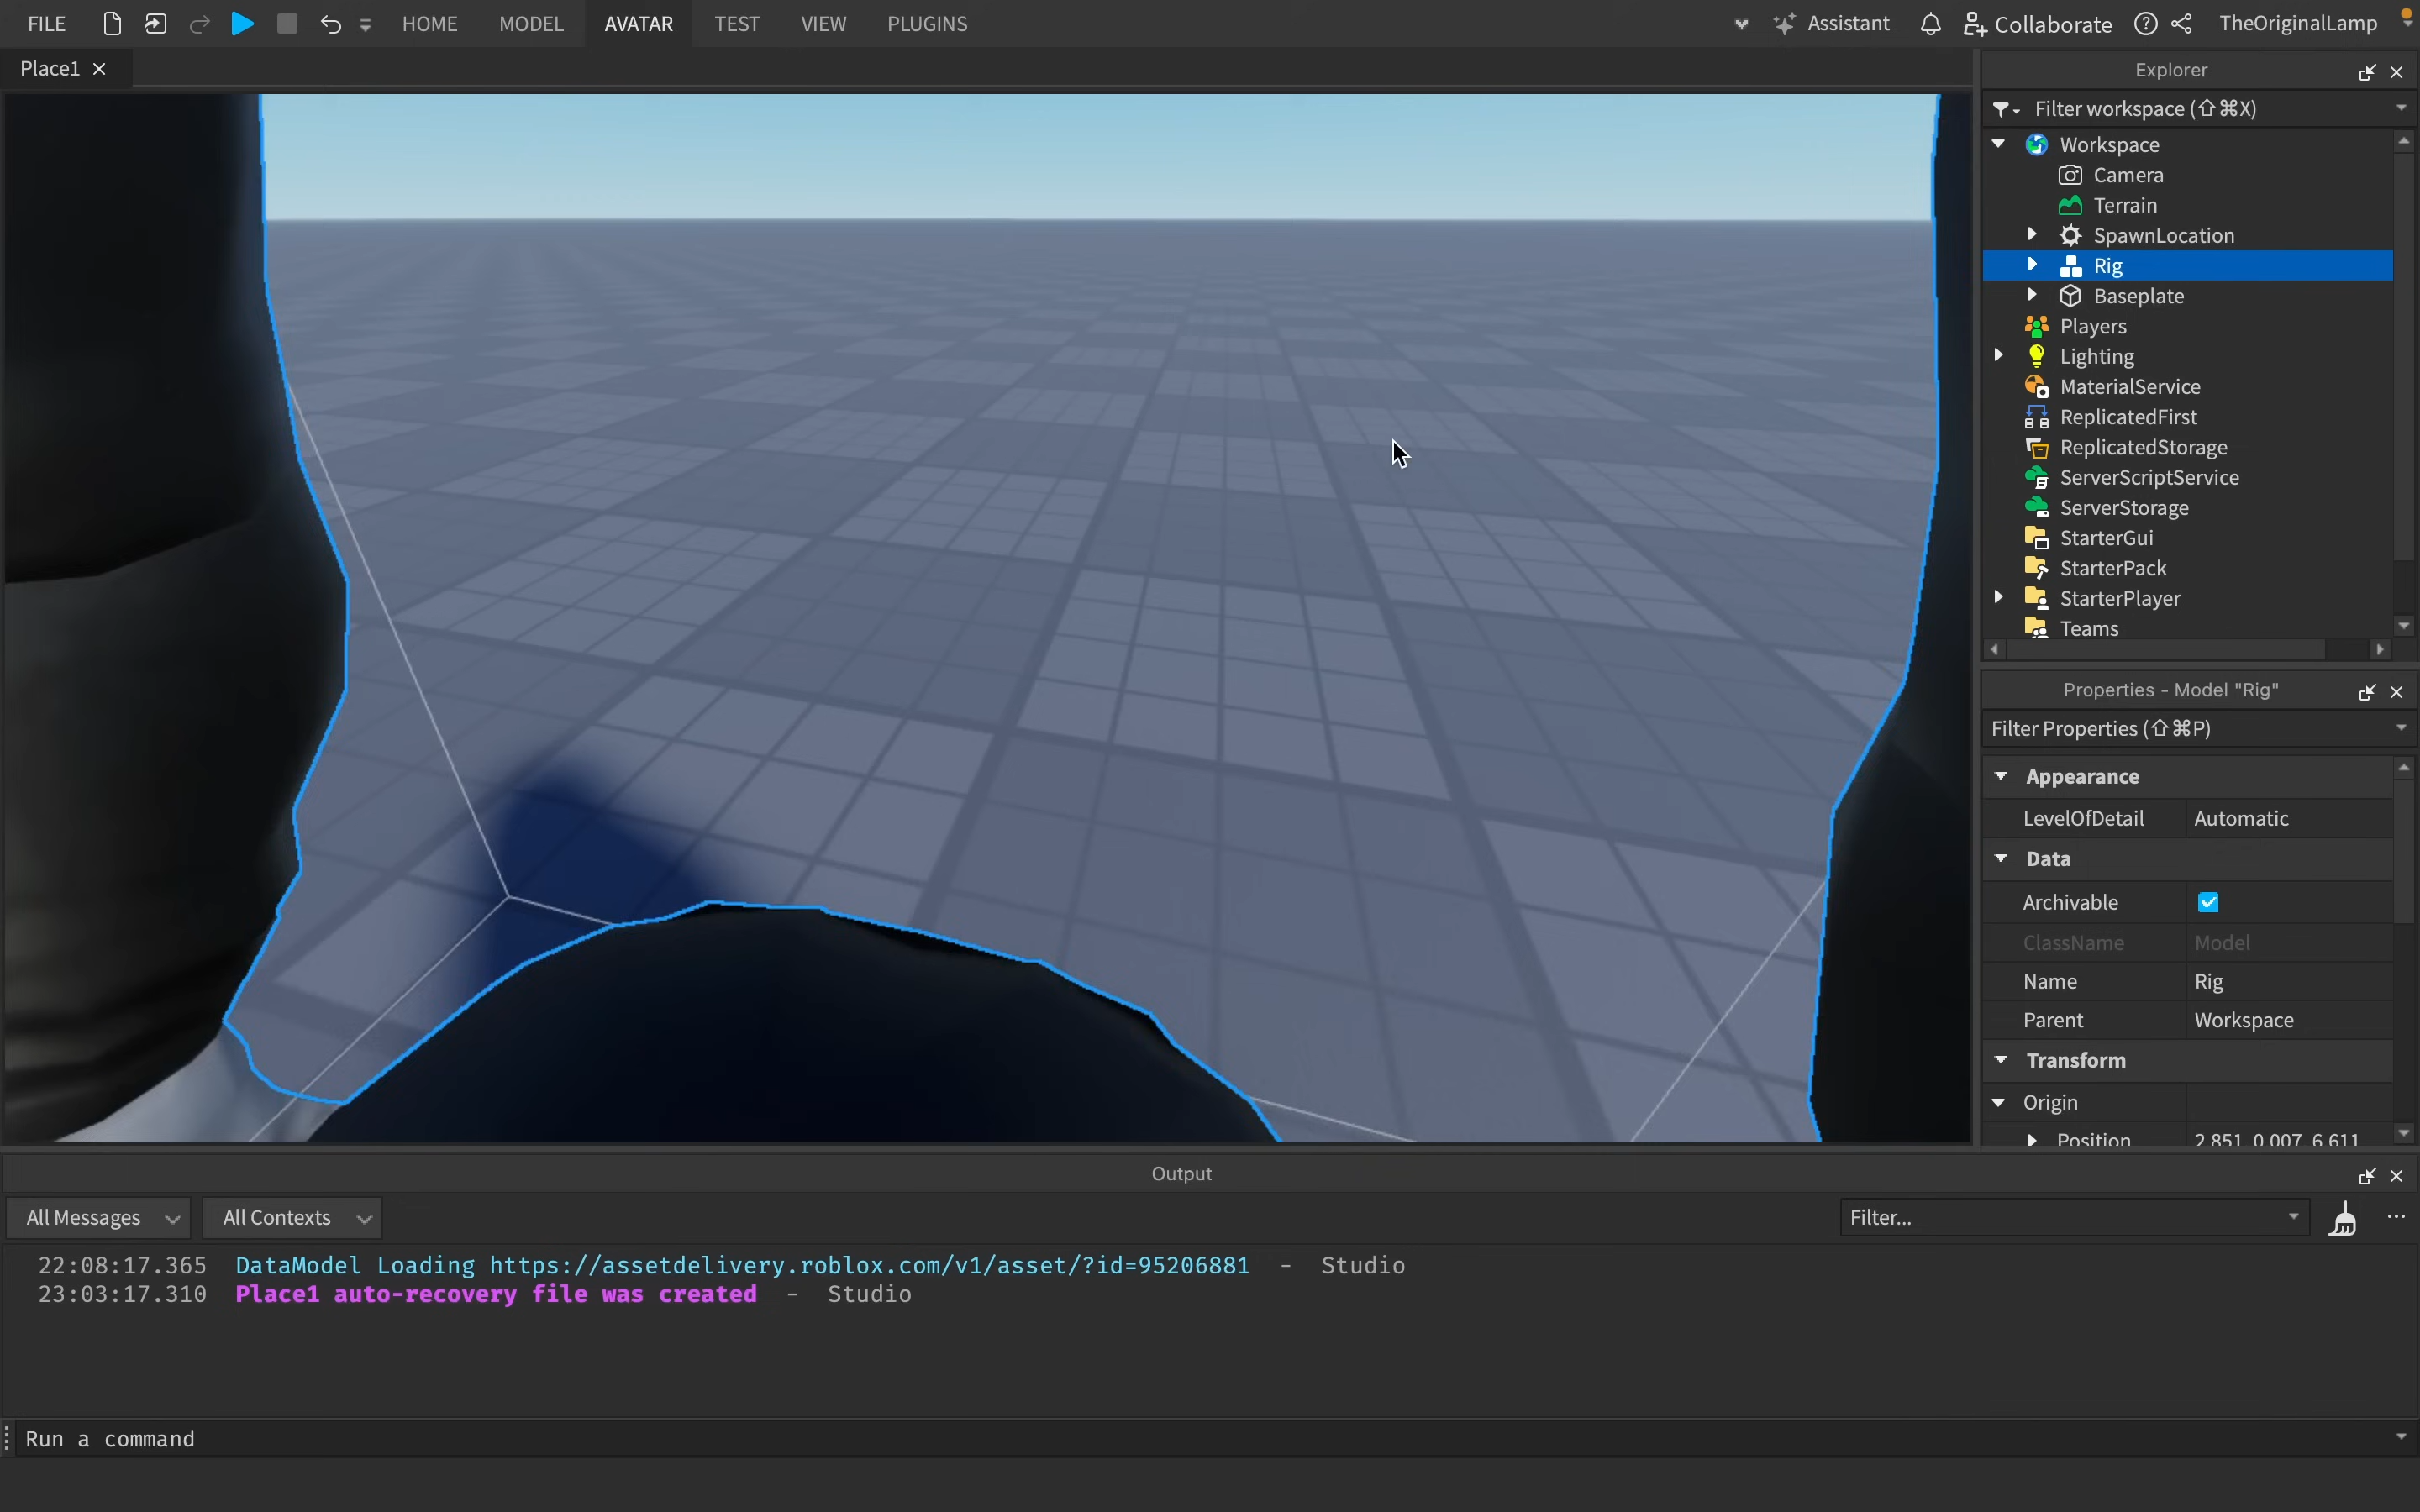 FILE HOME MODEL AVATAR TEST VIEW PLUGINS Assistant Collaborate TheOriginalLamp
Place1
Explorer
Filter workspace (⇧⌘X)
Workspace
Camera
Terrain
SpawnLocation
Rig
Baseplate
Players
Lighting
MaterialService
ReplicatedFirst
ReplicatedStorage
ServerScriptService
ServerStorage
StarterGui
StarterPack
StarterPlayer
Teams
Properties - Model "Rig"
Filter Properties (⇧⌘P)
Appearance
LevelOfDetail Automatic
Data
Archivable
ClassName Model
Name Rig
Parent Workspace
Transform
Origin
Position 2.851, 0.007, 6.611
Output
All Messages All Contexts Filter...
22:08:17.365 DataModel Loading https://assetdelivery.roblox.com/v1/asset/?id=95206881 - Studio
23:03:17.310 Place1 auto-recovery file was created - Studio
Run a command